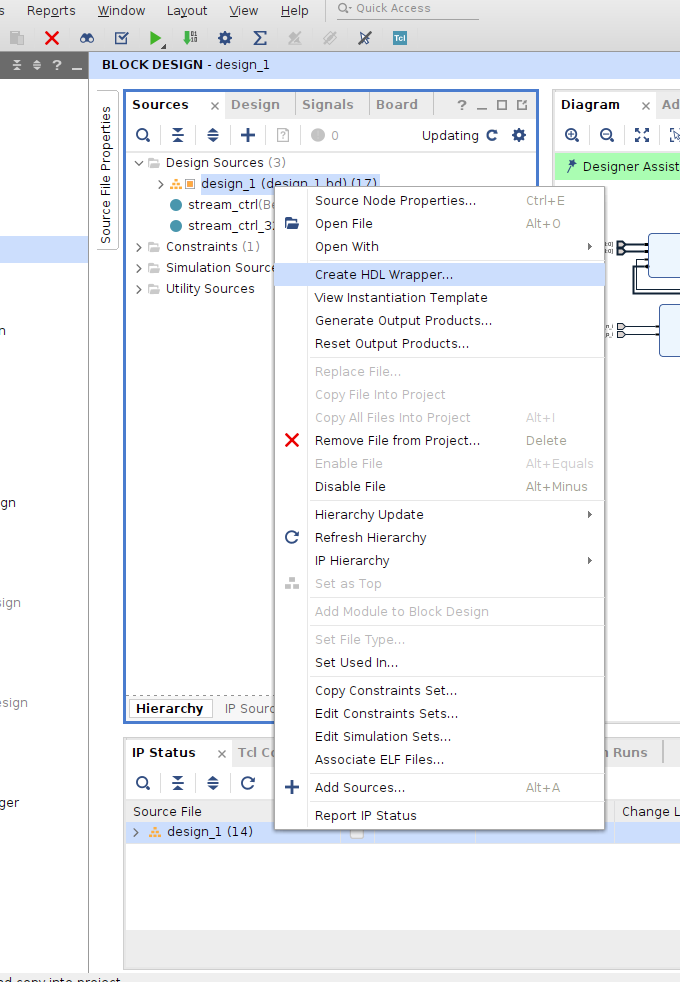 Reports Window Layout View Help Quick Access
BLOCK DESIGN - design_1
Source File Properties
Sources Design Signals Board
0 Updating
Design Sources (3)
design_1 (design_1.bd) (17)
stream_ctrl
stream_ctrl_32
Constraints (1)
Simulation Source
Utility Sources
Hierarchy IP Sourc
Source Node Properties... Ctrl+E
Open File Alt+O
Open With
Create HDL Wrapper...
View Instantiation Template
Generate Output Products...
Reset Output Products...
Replace File...
Copy File Into Project
Copy All Files Into Project Alt+I
Remove File from Project... Delete
Enable File Alt+Equals
Disable File Alt+Minus
Hierarchy Update
Refresh Hierarchy
IP Hierarchy
Set as Top
Add Module to Block Design
Set File Type...
Set Used In...
Copy Constraints Set...
Edit Constraints Sets...
Edit Simulation Sets...
Associate ELF Files...
Add Sources... Alt+A
Report IP Status
Diagram Ad
Designer Assist
IP Status Tcl Co n Runs
Source File Change L
design_1 (14)
gn
sign
esign
ger
copy into project